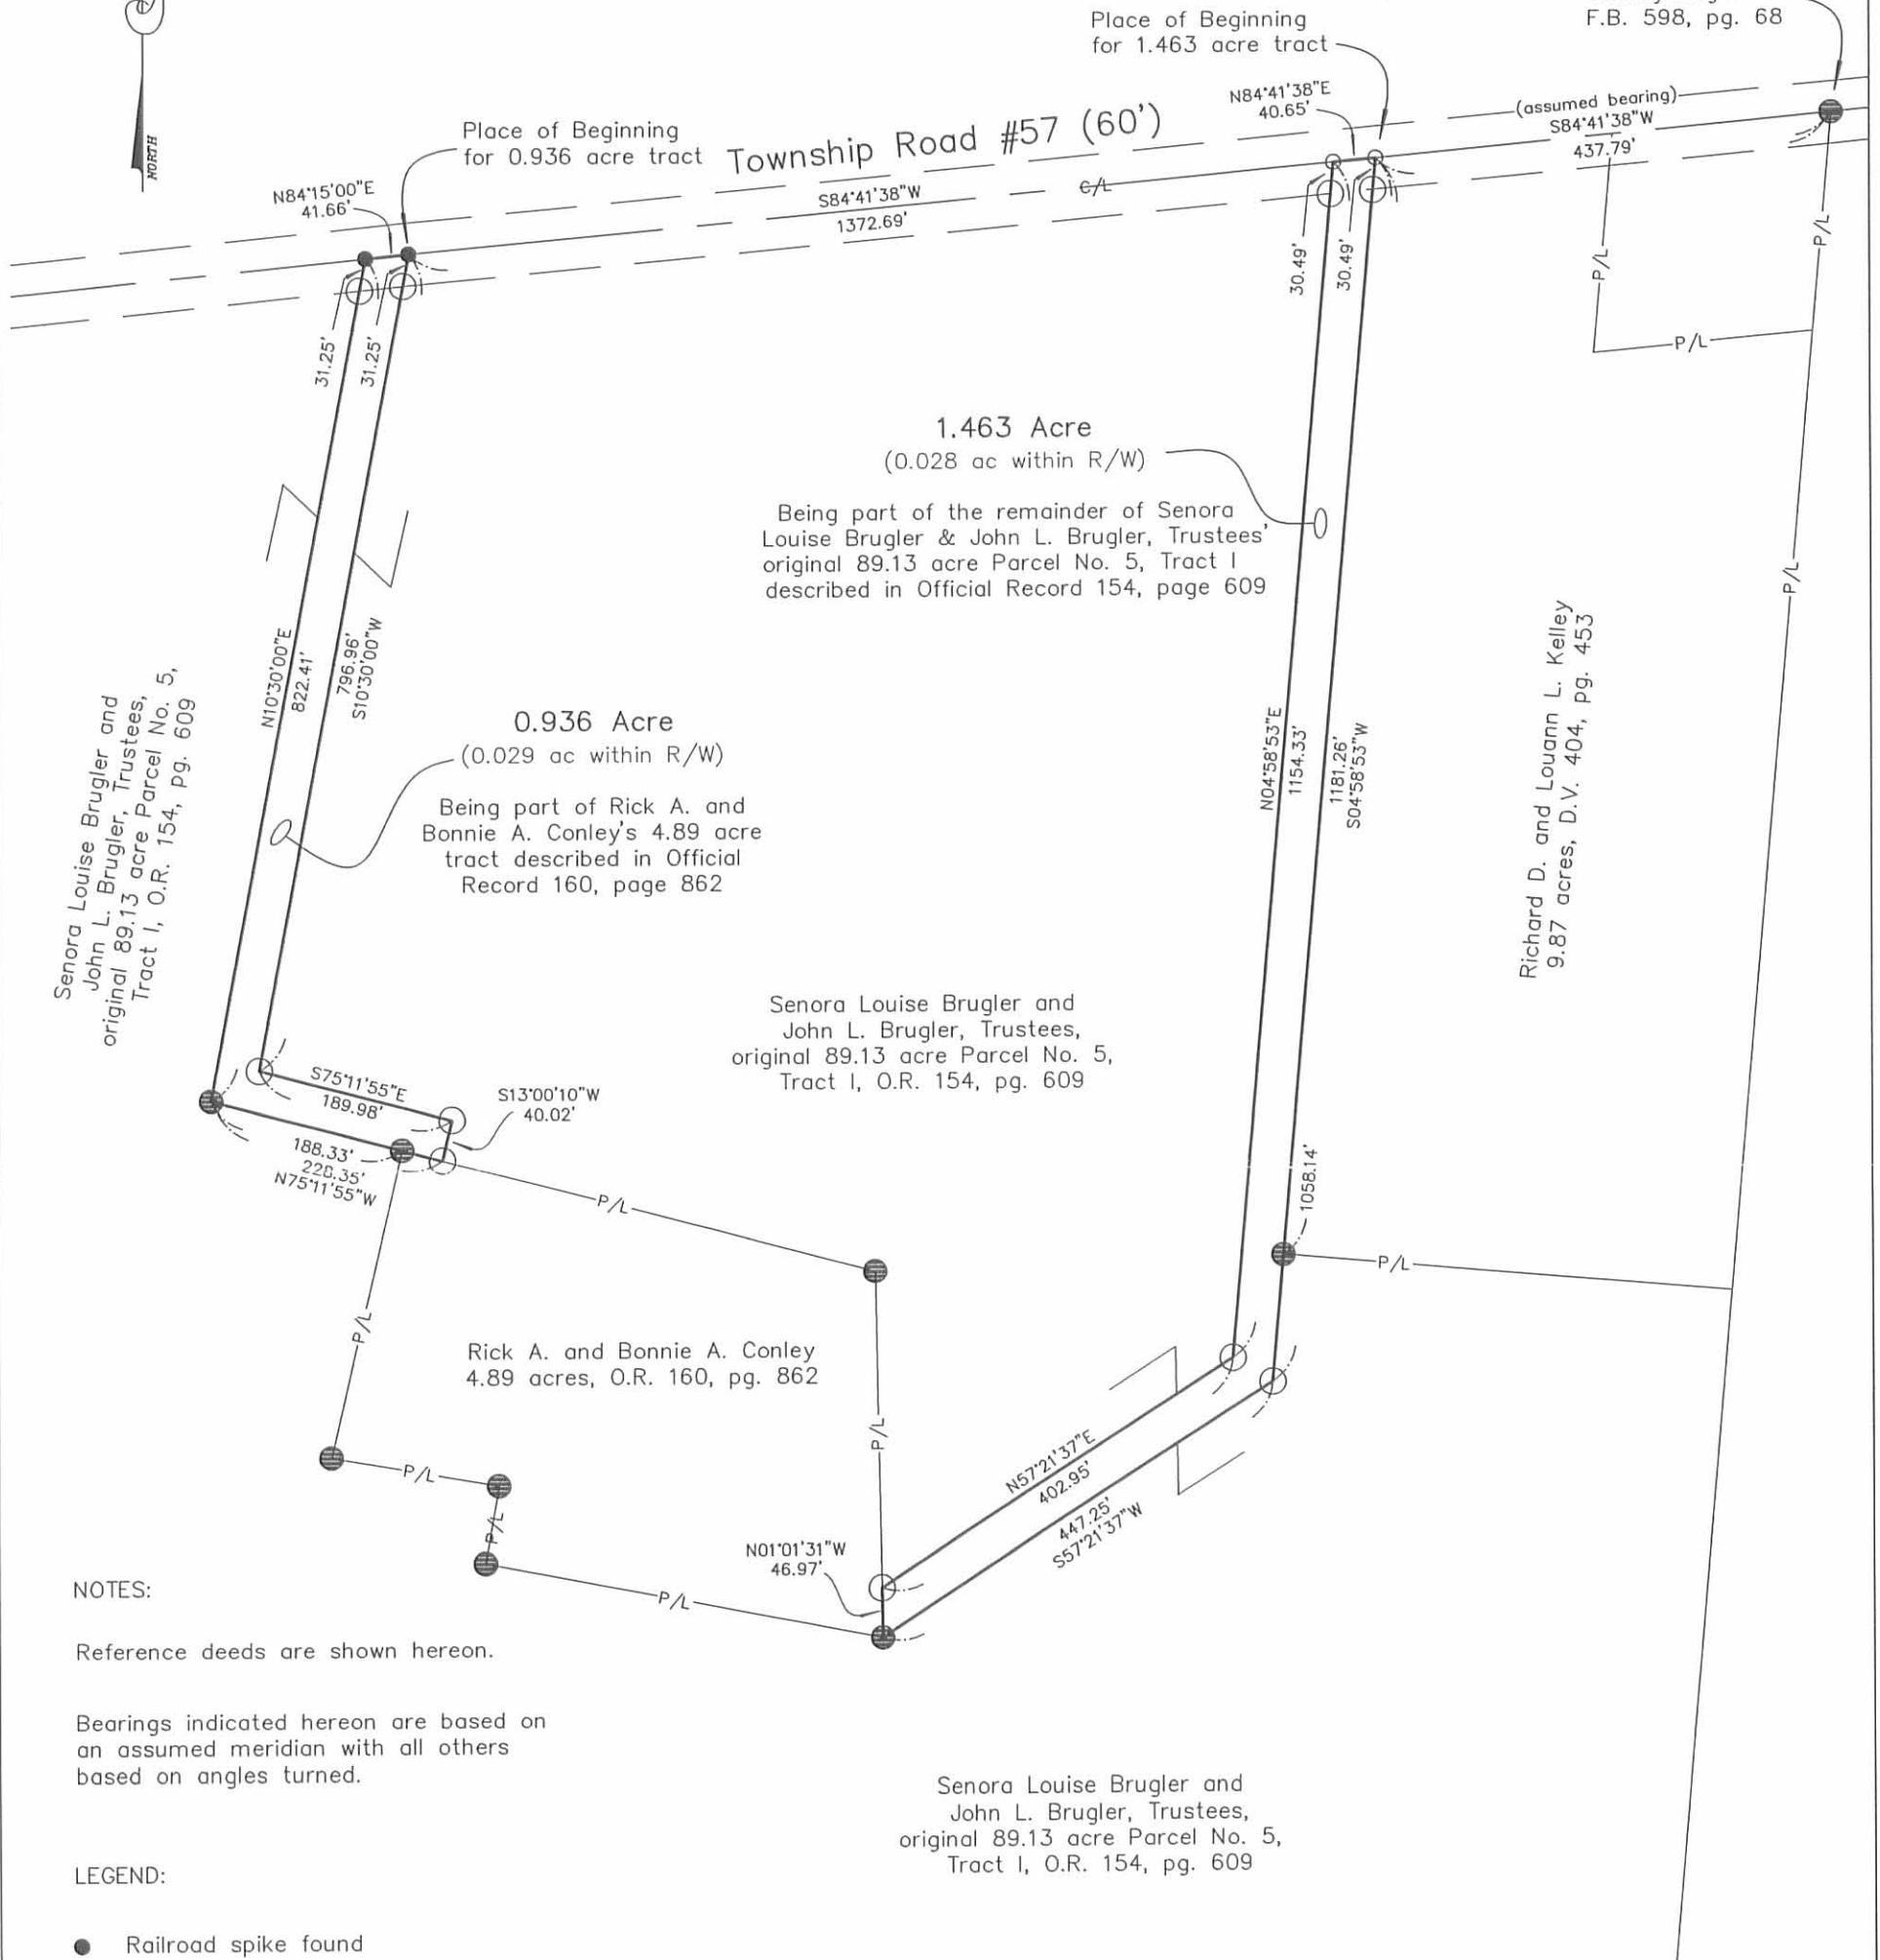 Place of Beginning
for 1.463 acre tract
F.B. 598, pg. 68
N84°41'38"E
40.65'
(assumed bearing)
S84°41'38"W
437.79'
NORTH
Place of Beginning
for 0.936 acre tract
Township Road #57 (60')
N84°15'00"E
41.66'
S84°41'38"W
1372.69'
C/L
P/L
P/L
P/L
30.49'
30.49'
31.25'
31.25'
1.463 Acre
(0.028 ac within R/W)
Being part of the remainder of Senora
Louise Brugler & John L. Brugler, Trustees'
original 89.13 acre Parcel No. 5, Tract I
described in Official Record 154, page 609
P/L
N10°30'00"E
822.41'
796.96'
S10°30'00"W
Senora Louise Brugler and
John L. Brugler, Trustees,
original 89.13 acre Parcel No. 5,
Tract I, O.R. 154, pg. 609
0.936 Acre
(0.029 ac within R/W)
Being part of Rick A. and
Bonnie A. Conley's 4.89 acre
tract described in Official
Record 160, page 862
N04°58'53"E
1154.33'
1181.26'
S04°58'53"W
Richard D. and Louann L. Kelley
9.87 acres, D.V. 404, pg. 453
Senora Louise Brugler and
John L. Brugler, Trustees,
original 89.13 acre Parcel No. 5,
Tract I, O.R. 154, pg. 609
S75°11'55"E
189.98'
S13°00'10"W
40.02'
188.33'
228.35'
N75°11'55"W
P/L
1058.14'
P/L
P/L
Rick A. and Bonnie A. Conley
4.89 acres, O.R. 160, pg. 862
P/L
P/L
P/L
P/L
N57°21'37"E
402.95'
447.25'
S57°21'37"W
N01°01'31"W
46.97'
NOTES:
Reference deeds are shown hereon.
Bearings indicated hereon are based on
an assumed meridian with all others
based on angles turned.
Senora Louise Brugler and
John L. Brugler, Trustees,
original 89.13 acre Parcel No. 5,
Tract I, O.R. 154, pg. 609
LEGEND:
Railroad spike found